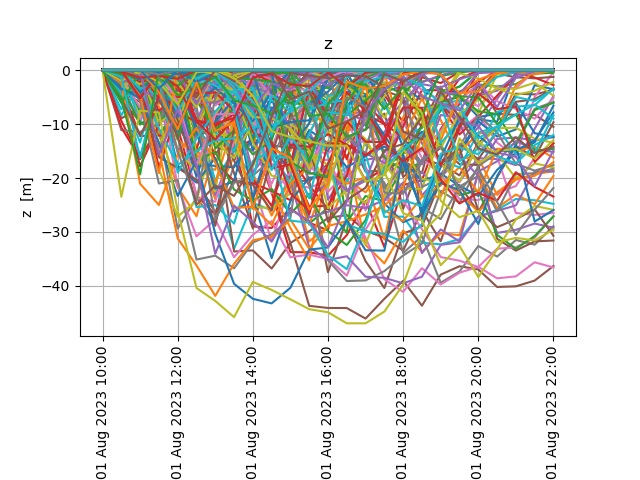 z
z [m]
0
−10
−20
−30
−40
01 Aug 2023 10:00
01 Aug 2023 12:00
01 Aug 2023 14:00
01 Aug 2023 16:00
01 Aug 2023 18:00
01 Aug 2023 20:00
01 Aug 2023 22:00